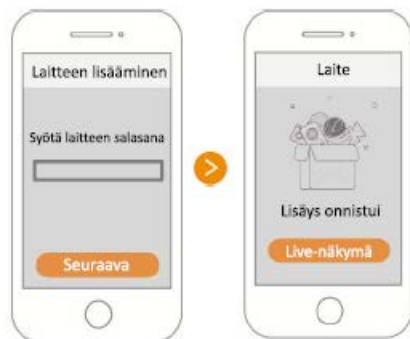 Laitteen lisääminen
Syötä laitteen salasana
Seuraava
Laite
Lisäys onnistui
Live-näkymä